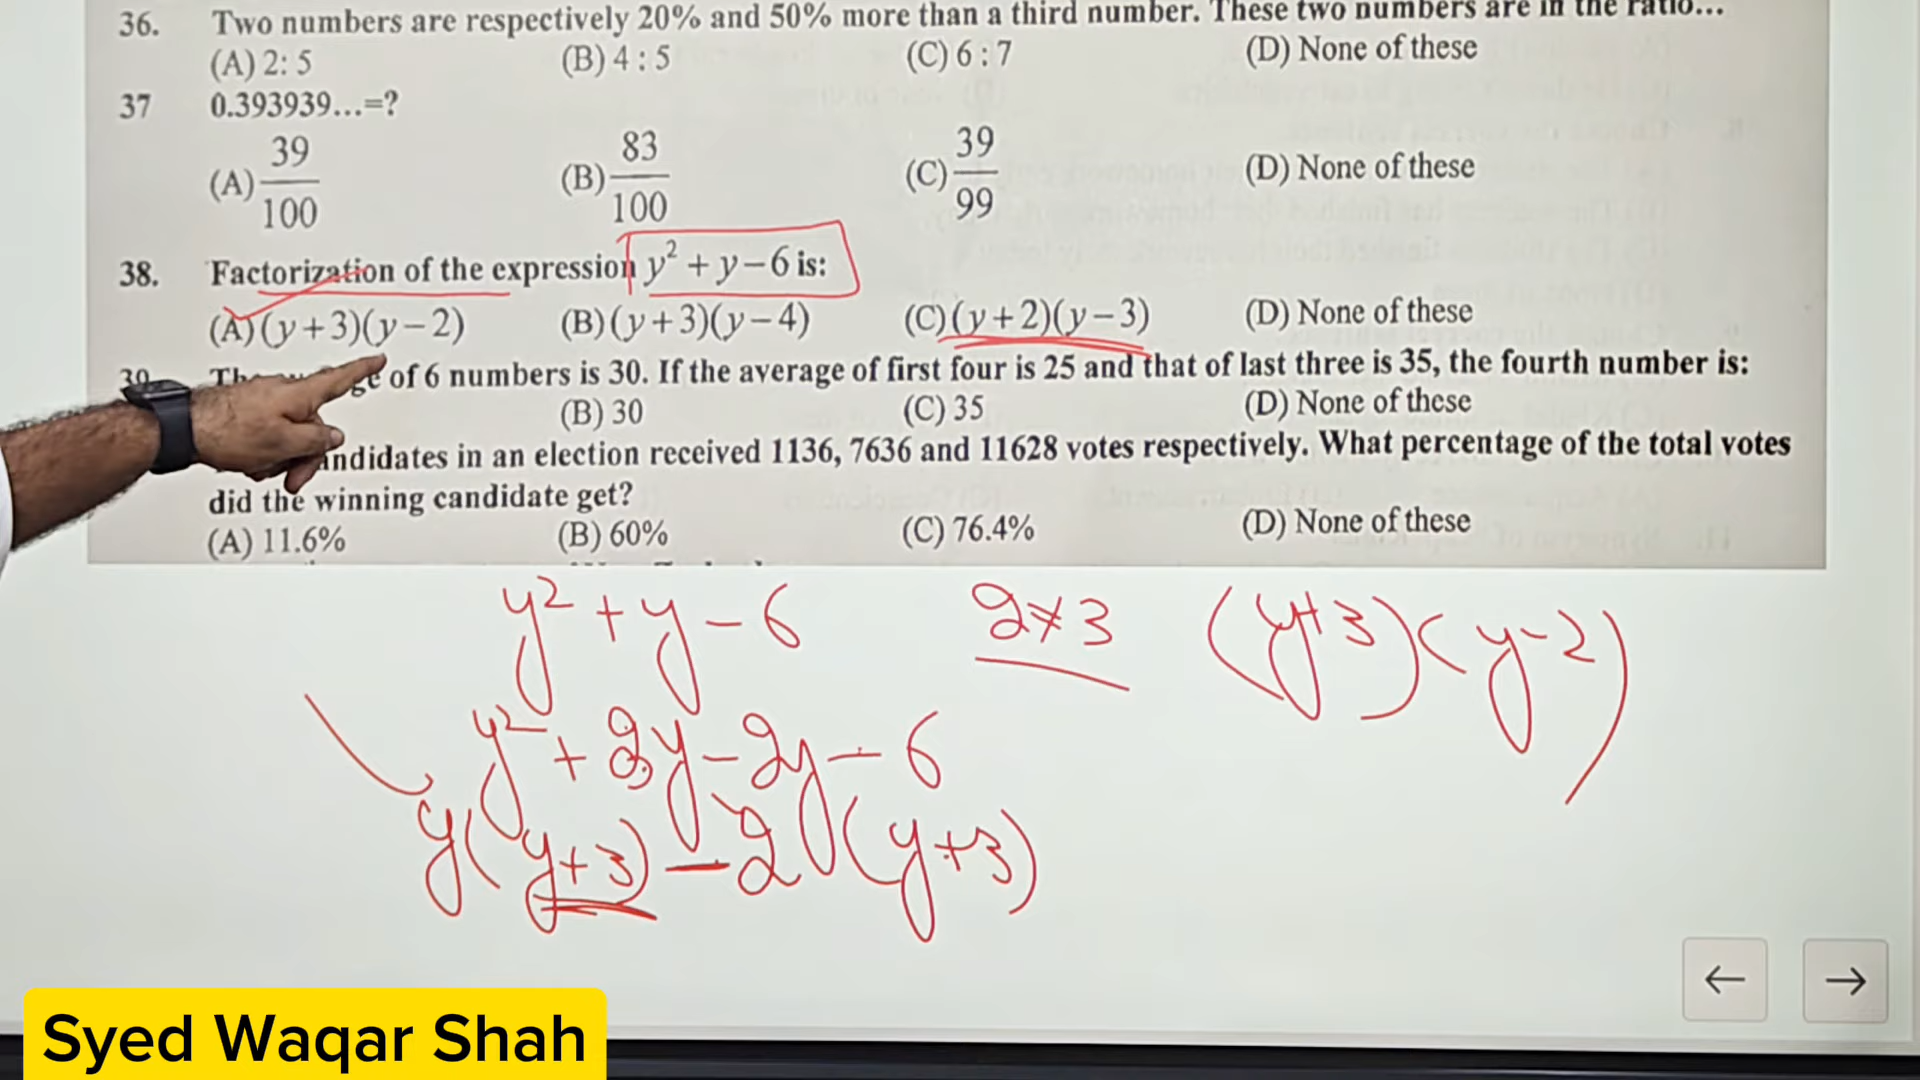 36. Two numbers are respectively 20% and 50% more than a third number. These two numbers are in the ratio...
(A) 2: 5 (B) 4 : 5 (C) 6 : 7 (D) None of these
37 0.393939...=?
(A) 39/100 (B) 83/100 (C) 39/99 (D) None of these
38. Factorization of the expression y² + y − 6 is:
(A) (y+3)(y−2) (B) (y+3)(y−4) (C) (y+2)(y−3) (D) None of these
39. of 6 numbers is 30. If the average of first four is 25 and that of last three is 35, the fourth number is:
(B) 30 (C) 35 (D) None of these
andidates in an election received 1136, 7636 and 11628 votes respectively. What percentage of the total votes
did the winning candidate get?
(A) 11.6% (B) 60% (C) 76.4% (D) None of these
y² + y − 6 2×3 (y+3)(y−2)
y² + 3y − 2y − 6
y(y+3) − 2(y+3)
← →
Syed Waqar Shah